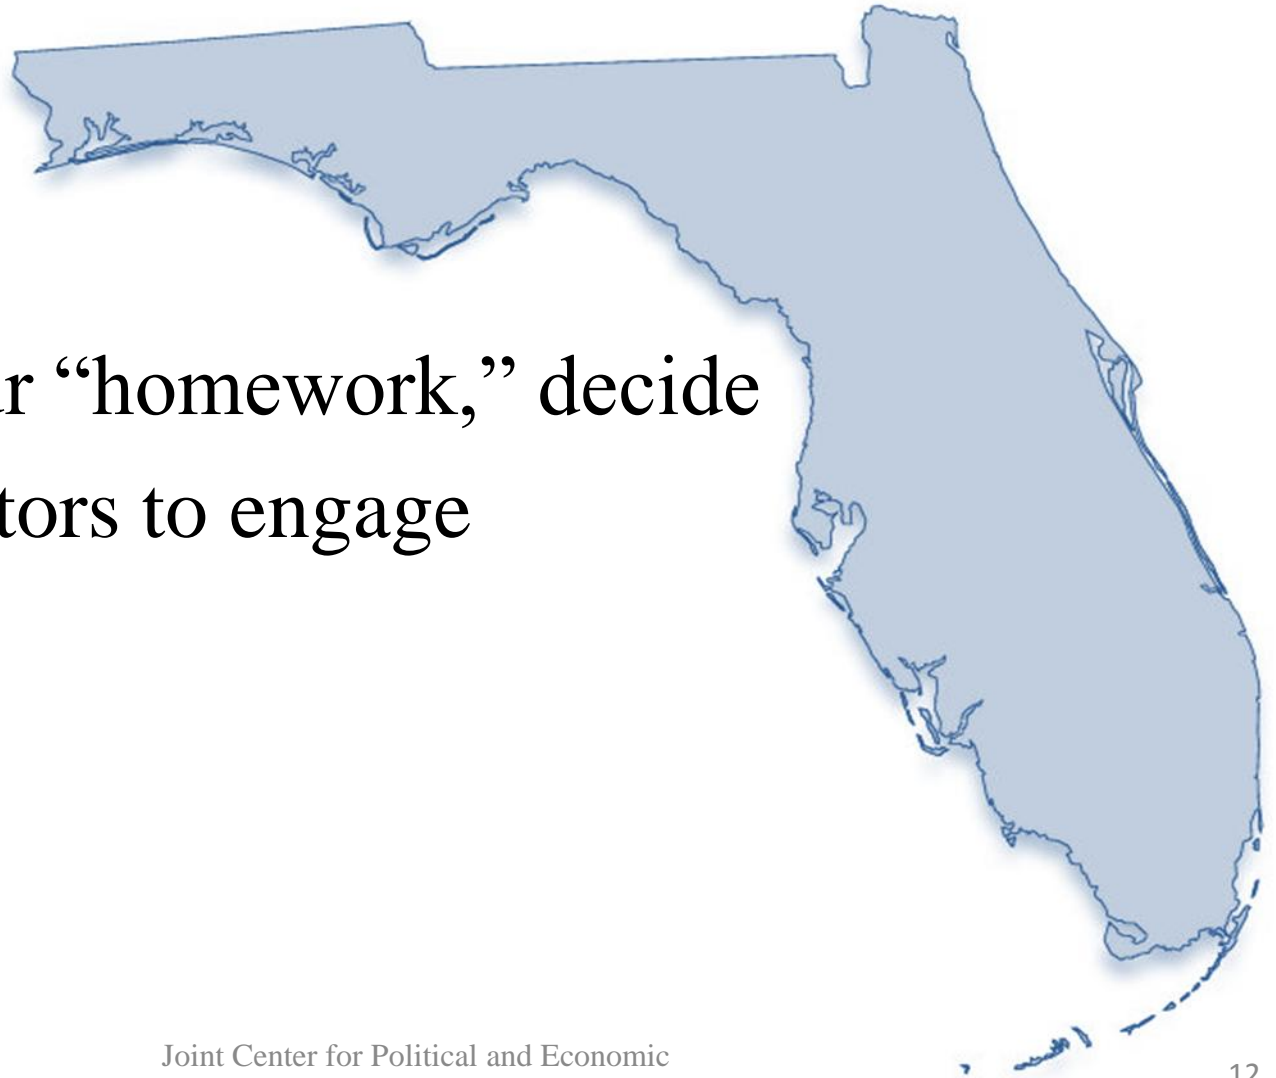 r “homework,” decide
tors to engage
Joint Center for Political and Economic
12